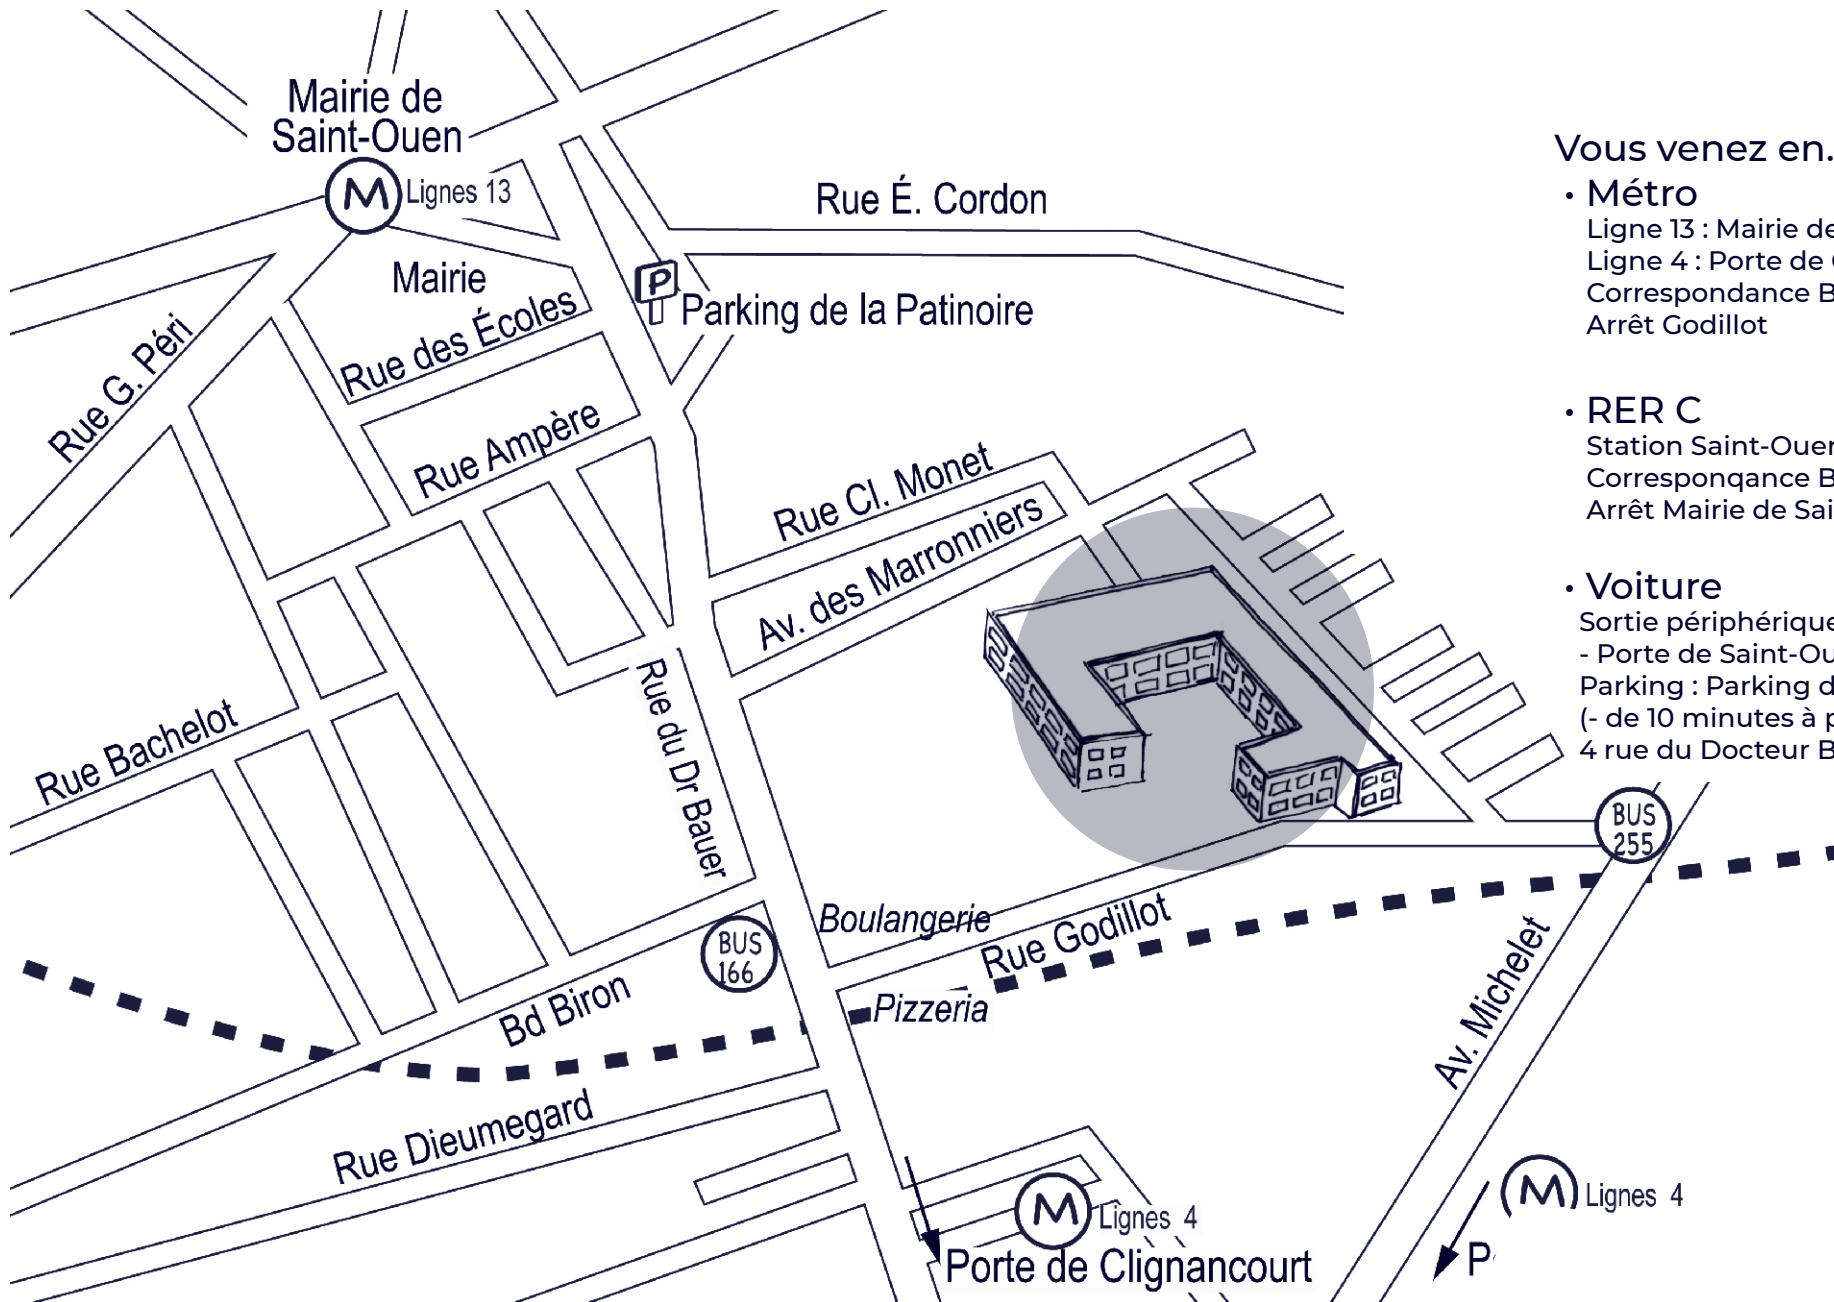 Mairie de
Saint-Ouen
M Lignes 13
Rue É. Cordon
Mairie
P
Parking de la Patinoire
Rue des Écoles
Rue G. Péri
Rue Ampère
Rue Cl. Monet
Av. des Marronniers
Rue du Dr Bauer
Rue Bachelot
BUS
255
Boulangerie
BUS
166
Rue Godillot
Pizzeria
Bd Biron
Av. Michelet
Rue Dieumegard
M Lignes 4
Porte de Clignancourt
M Lignes 4
P
Vous venez en.
• Métro
Ligne 13 : Mairie de
Ligne 4 : Porte de
Correspondance B
Arrêt Godillot
• RER C
Station Saint-Ouen
Corresponqance B
Arrêt Mairie de Sai
• Voiture
Sortie périphérique
- Porte de Saint-Ou
Parking : Parking d
(- de 10 minutes à p
4 rue du Docteur B